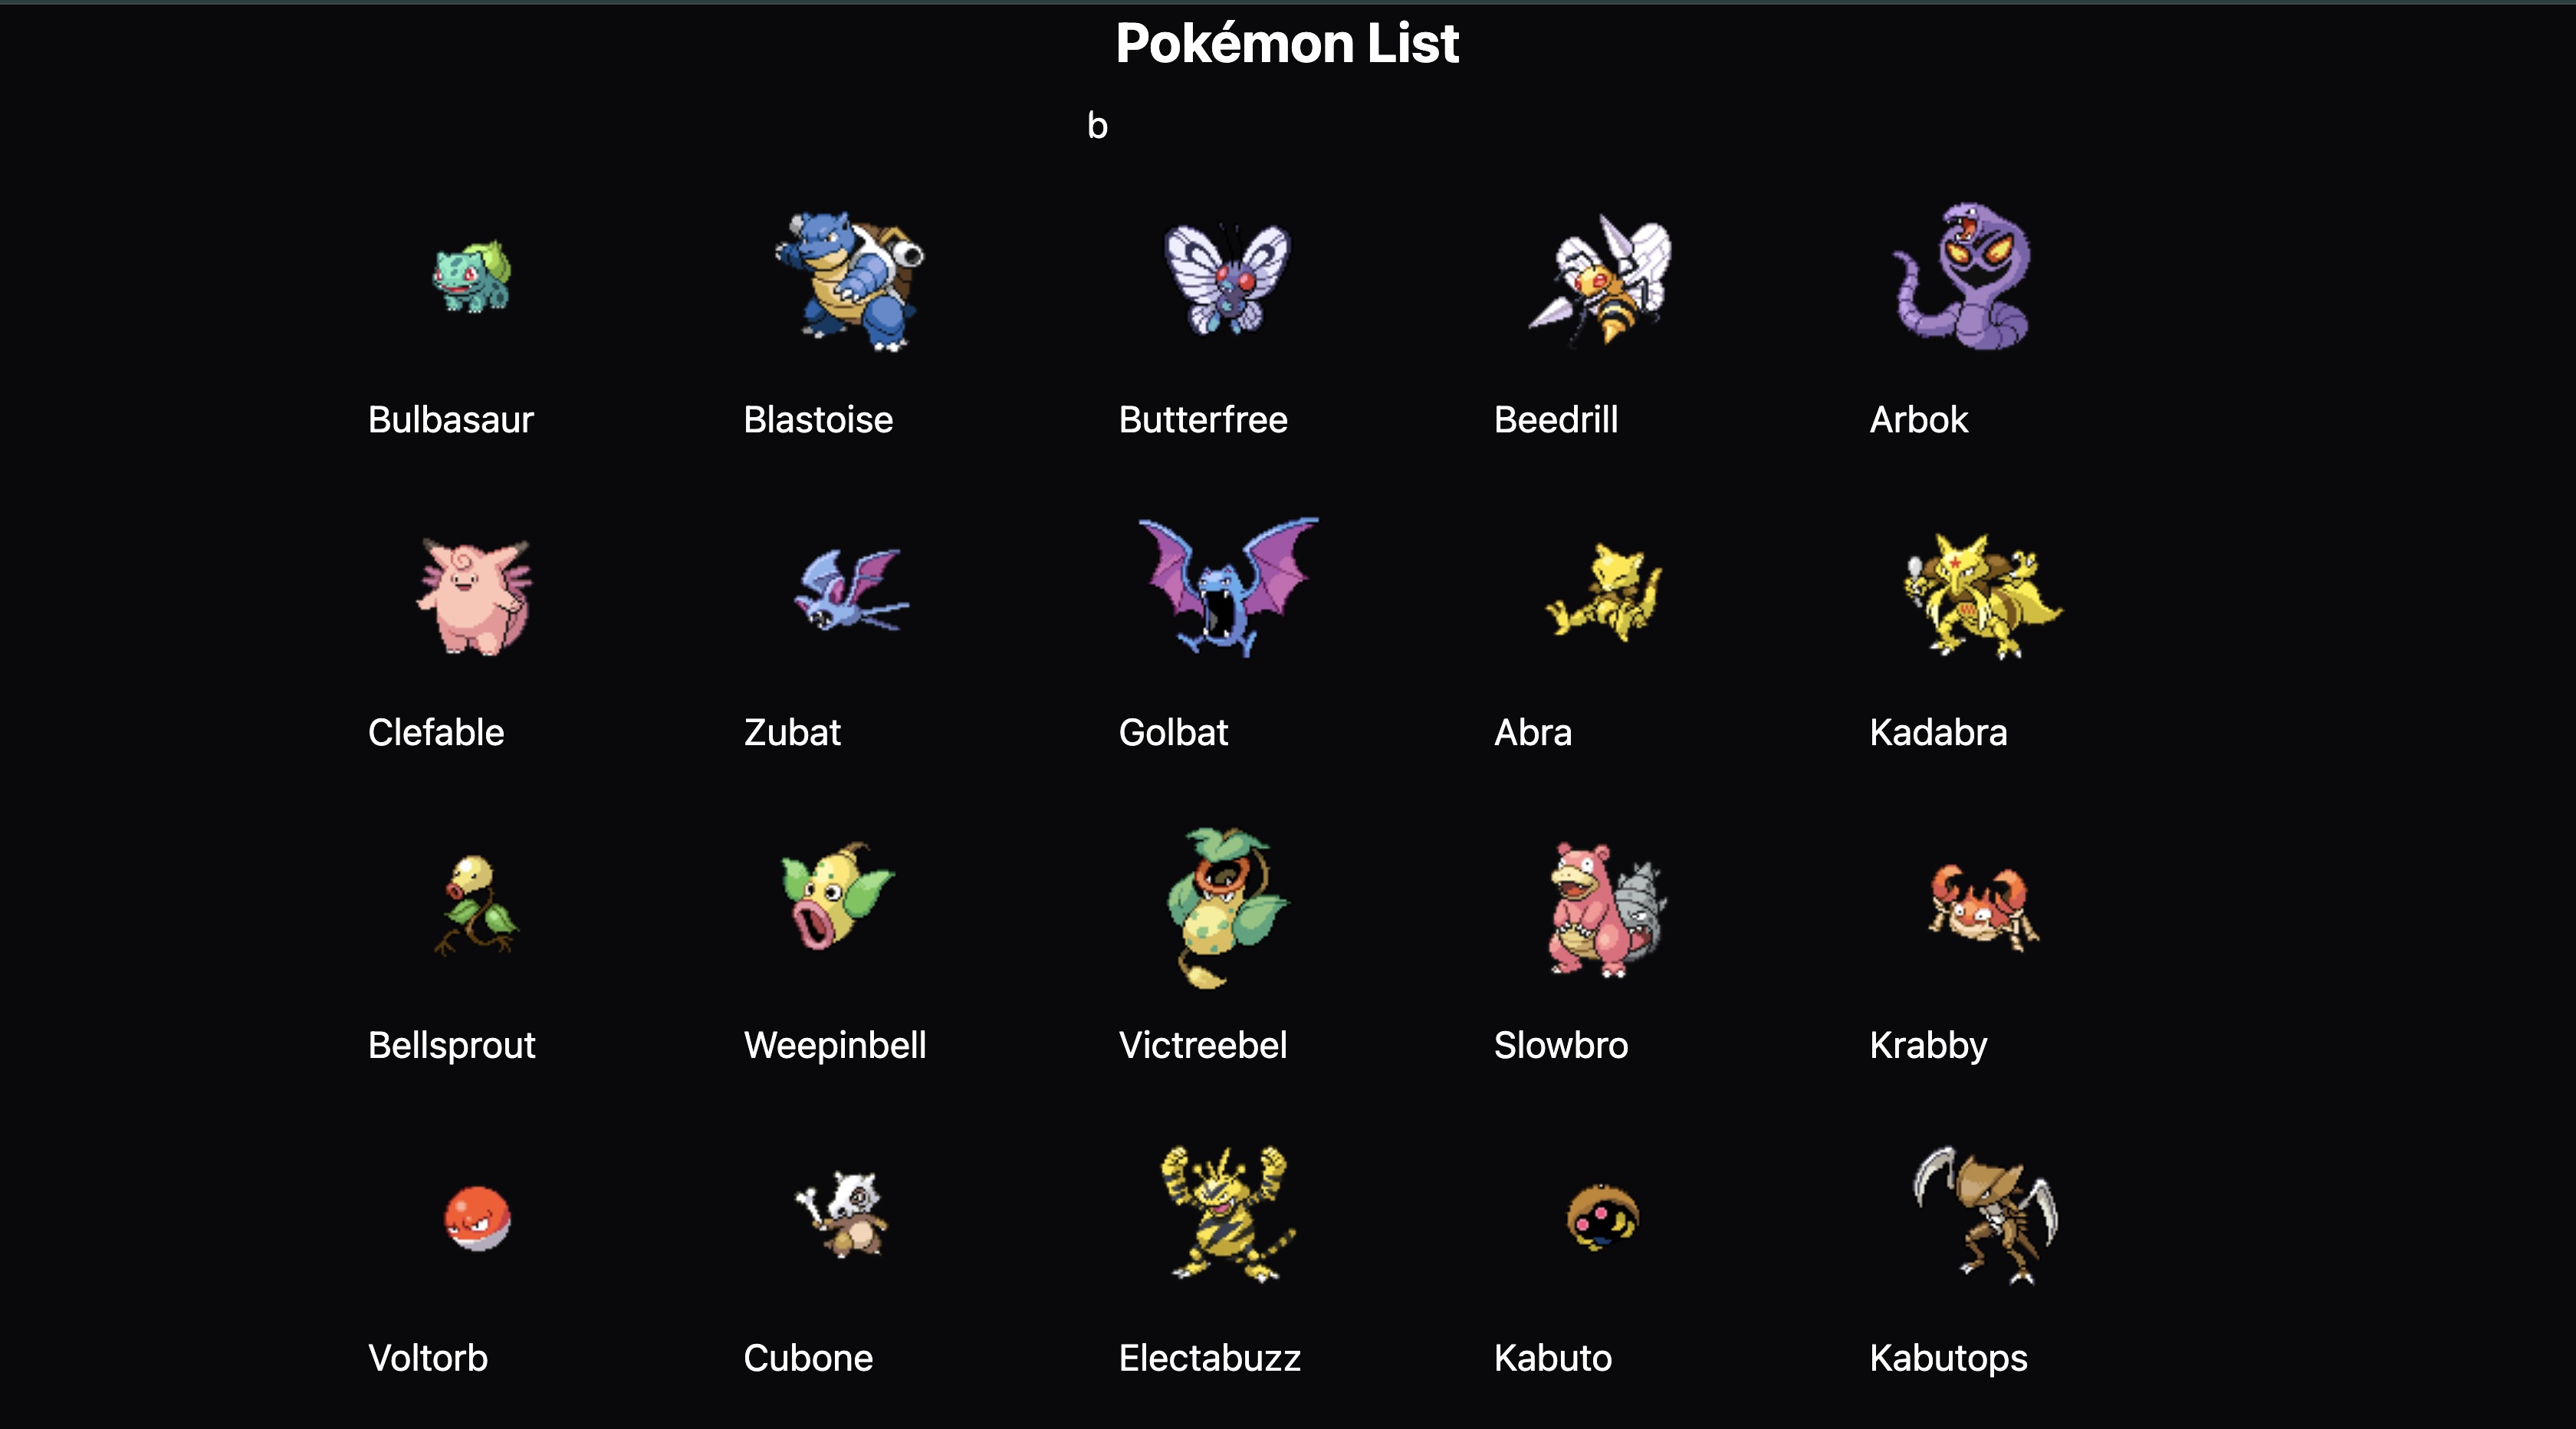 Pokémon List
b
Bulbasaur Blastoise Butterfree Beedrill Arbok
Clefable Zubat Golbat Abra Kadabra
Bellsprout Weepinbell Victreebel Slowbro Krabby
Voltorb Cubone Electabuzz Kabuto Kabutops